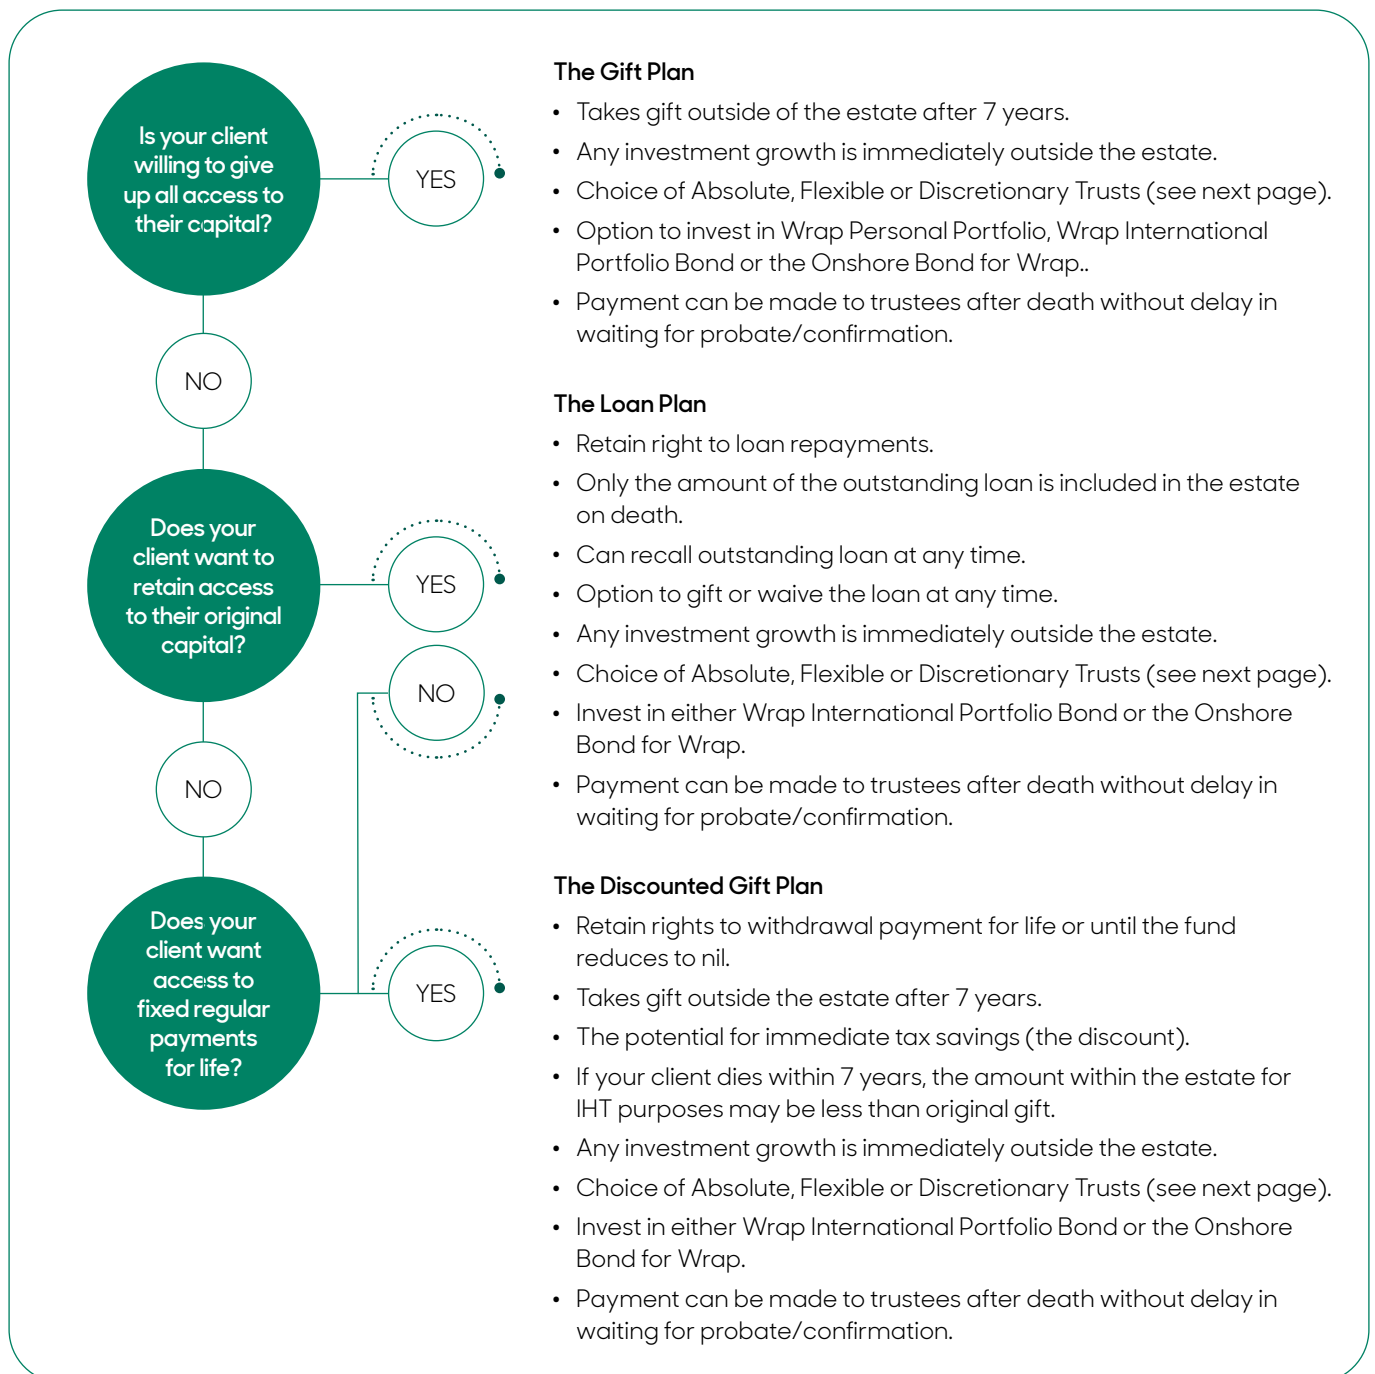 Is your client
willing to give
up all access to
their capital?
YES
NO
The Gift Plan
• Takes gift outside of the estate after 7 years.
• Any investment growth is immediately outside the estate.
• Choice of Absolute, Flexible or Discretionary Trusts (see next page).
• Option to invest in Wrap Personal Portfolio, Wrap International
Portfolio Bond or the Onshore Bond for Wrap..
• Payment can be made to trustees after death without delay in
waiting for probate/confirmation.
Does your
client want to
retain access
to their original
capital?
YES
NO
NO
The Loan Plan
• Retain right to loan repayments.
• Only the amount of the outstanding loan is included in the estate
on death.
• Can recall outstanding loan at any time.
• Option to gift or waive the loan at any time.
• Any investment growth is immediately outside the estate.
• Choice of Absolute, Flexible or Discretionary Trusts (see next page).
• Invest in either Wrap International Portfolio Bond or the Onshore
Bond for Wrap.
• Payment can be made to trustees after death without delay in
waiting for probate/confirmation.
Does your
client want
access to
fixed regular
payments
for life?
YES
The Discounted Gift Plan
• Retain rights to withdrawal payment for life or until the fund
reduces to nil.
• Takes gift outside the estate after 7 years.
• The potential for immediate tax savings (the discount).
• If your client dies within 7 years, the amount within the estate for
IHT purposes may be less than original gift.
• Any investment growth is immediately outside the estate.
• Choice of Absolute, Flexible or Discretionary Trusts (see next page).
• Invest in either Wrap International Portfolio Bond or the Onshore
Bond for Wrap.
• Payment can be made to trustees after death without delay in
waiting for probate/confirmation.